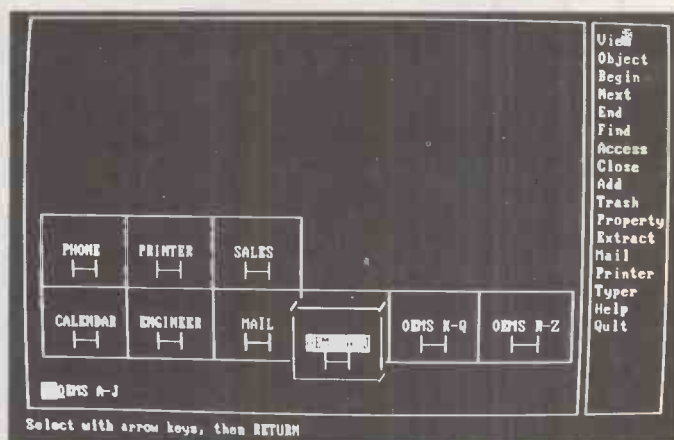 View
Object
Begin
Next
End
Find
Access
Close
Add
Trash
Property
Extract
Mail
Printer
Typer
Help
Quit
PHONE PRINTER SALES
CALENDAR ENGINEER MAIL OEMS K-Q OEMS R-Z
OEMS A-J
Select with arrow keys, then RETURN